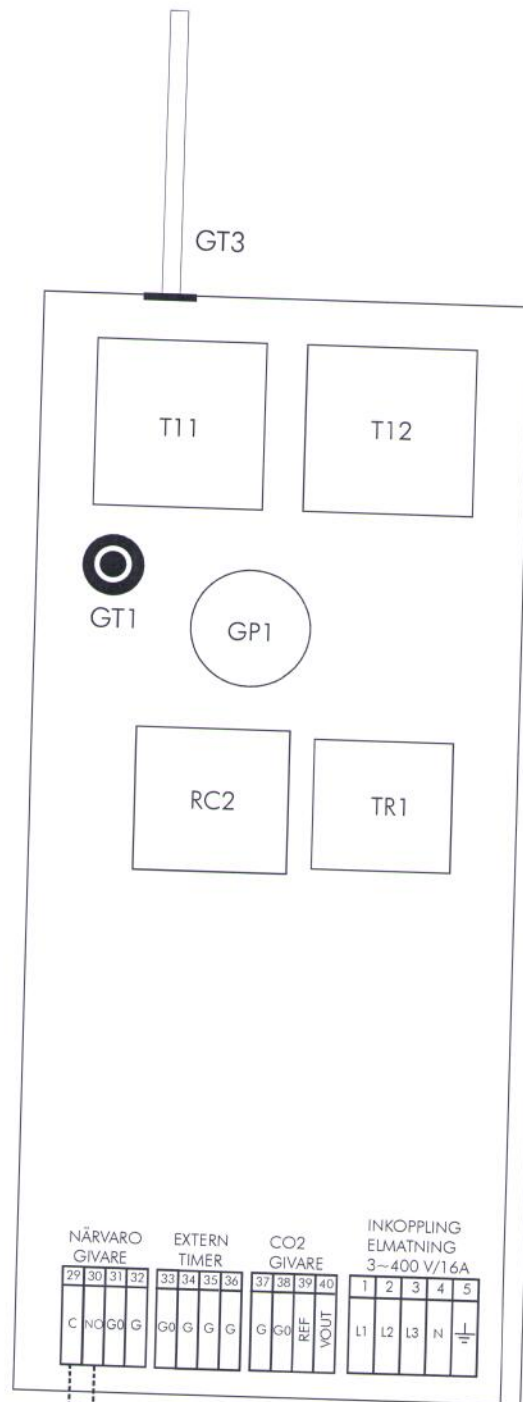 GT3
T11 T12
GT1
GP1
RC2 TR1
NÄRVARO
GIVARE
EXTERN
TIMER
CO2
GIVARE
INKOPPLING
ELMATNING
3~400 V/16A
29 30 31 32 33 34 35 36 37 38 39 40 1 2 3 4 5
C NO G0 G G0 G G G G G0 REF VOUT L1 L2 L3 N